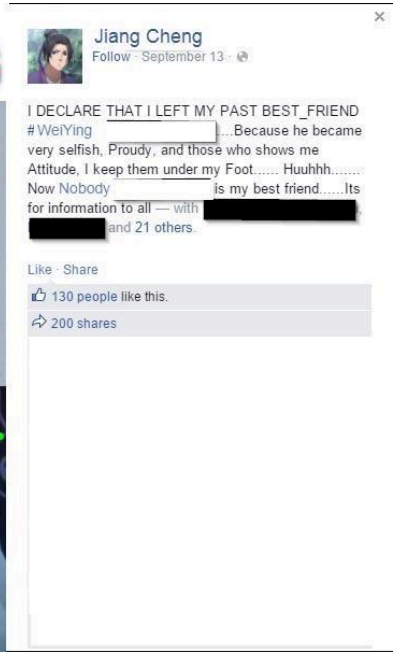 Jiang Cheng
Follow · September 13 ·
I DECLARE THAT I LEFT MY PAST BEST_FRIEND
#WeiYing ....Because he became
very selfish, Proudy, and those who shows me
Attitude, I keep them under my Foot...... Huuhhh.......
Now Nobody is my best friend......Its
for information to all — with ,
and 21 others.
Like · Share
130 people like this.
200 shares